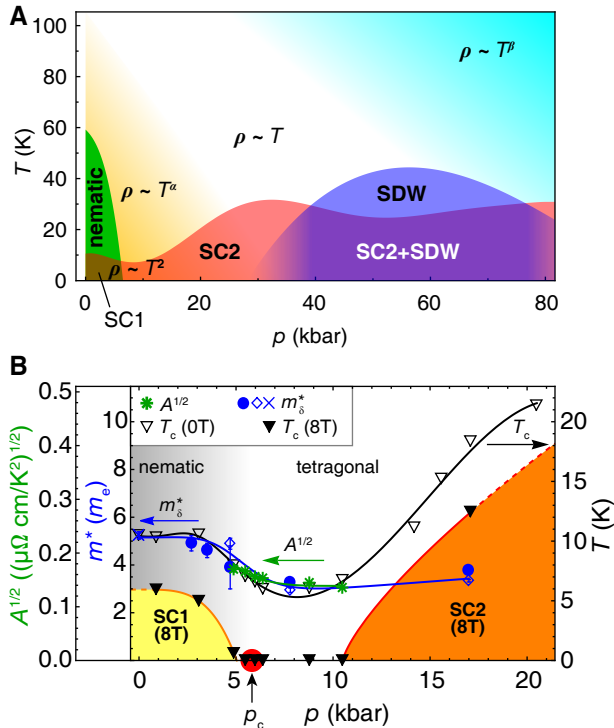 A
100
80
60
40
20
0
T (K)
ρ ~ T^β
ρ ~ T
nematic
ρ ~ T^α
SDW
SC2
SC2+SDW
ρ ~ T²
SC1
0 20 40 60 80
p (kbar)
B
A^1/2 ((μΩ cm/K²)^1/2)
0.5
0.4
0.3
0.2
0.1
0.0
m* (m_e)
10
8
6
4
2
A^1/2 m*_δ
T_c (0T) T_c (8T)
nematic tetragonal
T_c
m*_δ
A^1/2
SC1
(8T)
SC2
(8T)
20
15
10
5
0
T (K)
0 5 10 15 20
p_c
p (kbar)